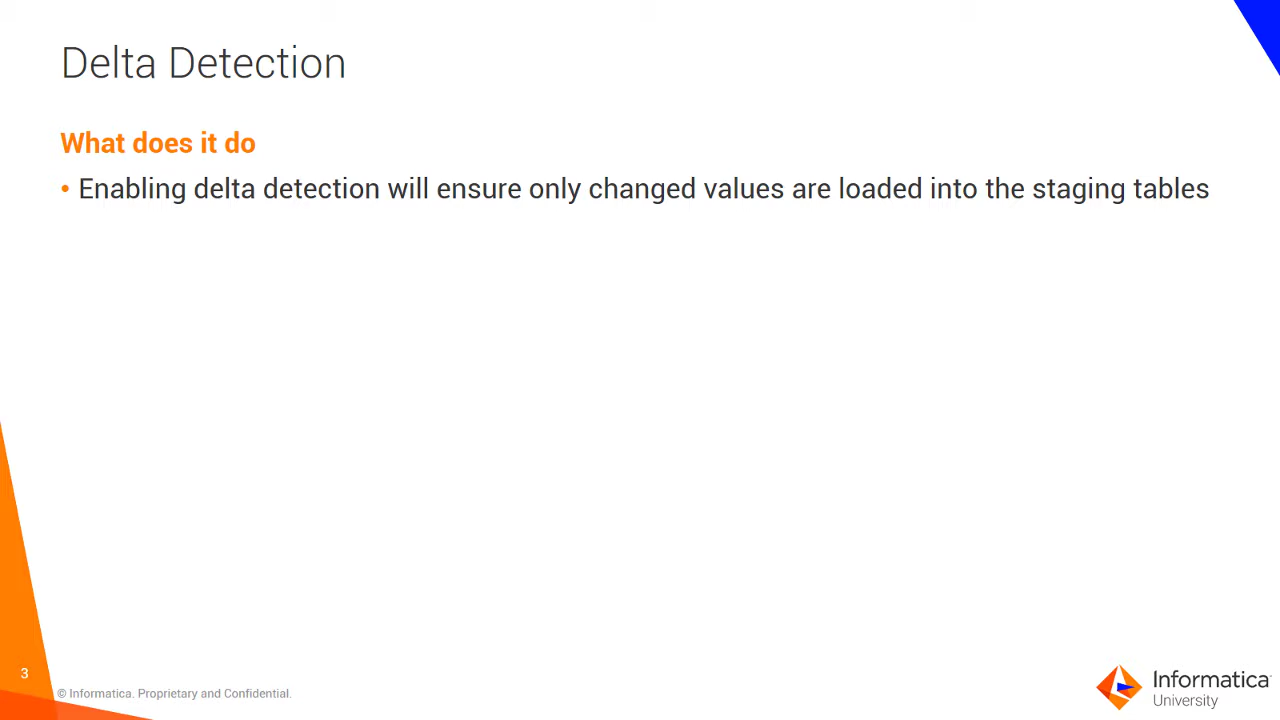 Delta Detection
What does it do
• Enabling delta detection will ensure only changed values are loaded into the staging tables
3
© Informatica. Proprietary and Confidential.
Informatica
University